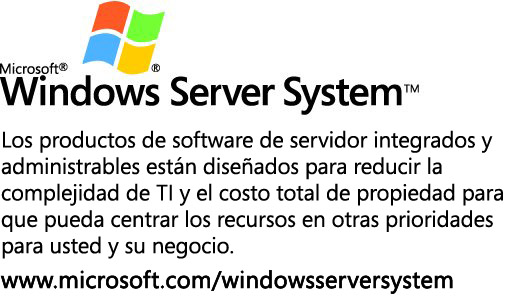 Microsoft® ®
Windows Server System™
Los productos de software de servidor integrados y
administrables están diseñados para reducir la
complejidad de TI y el costo total de propiedad para
que pueda centrar los recursos en otras prioridades
para usted y su negocio.
www.microsoft.com/windowsserversystem